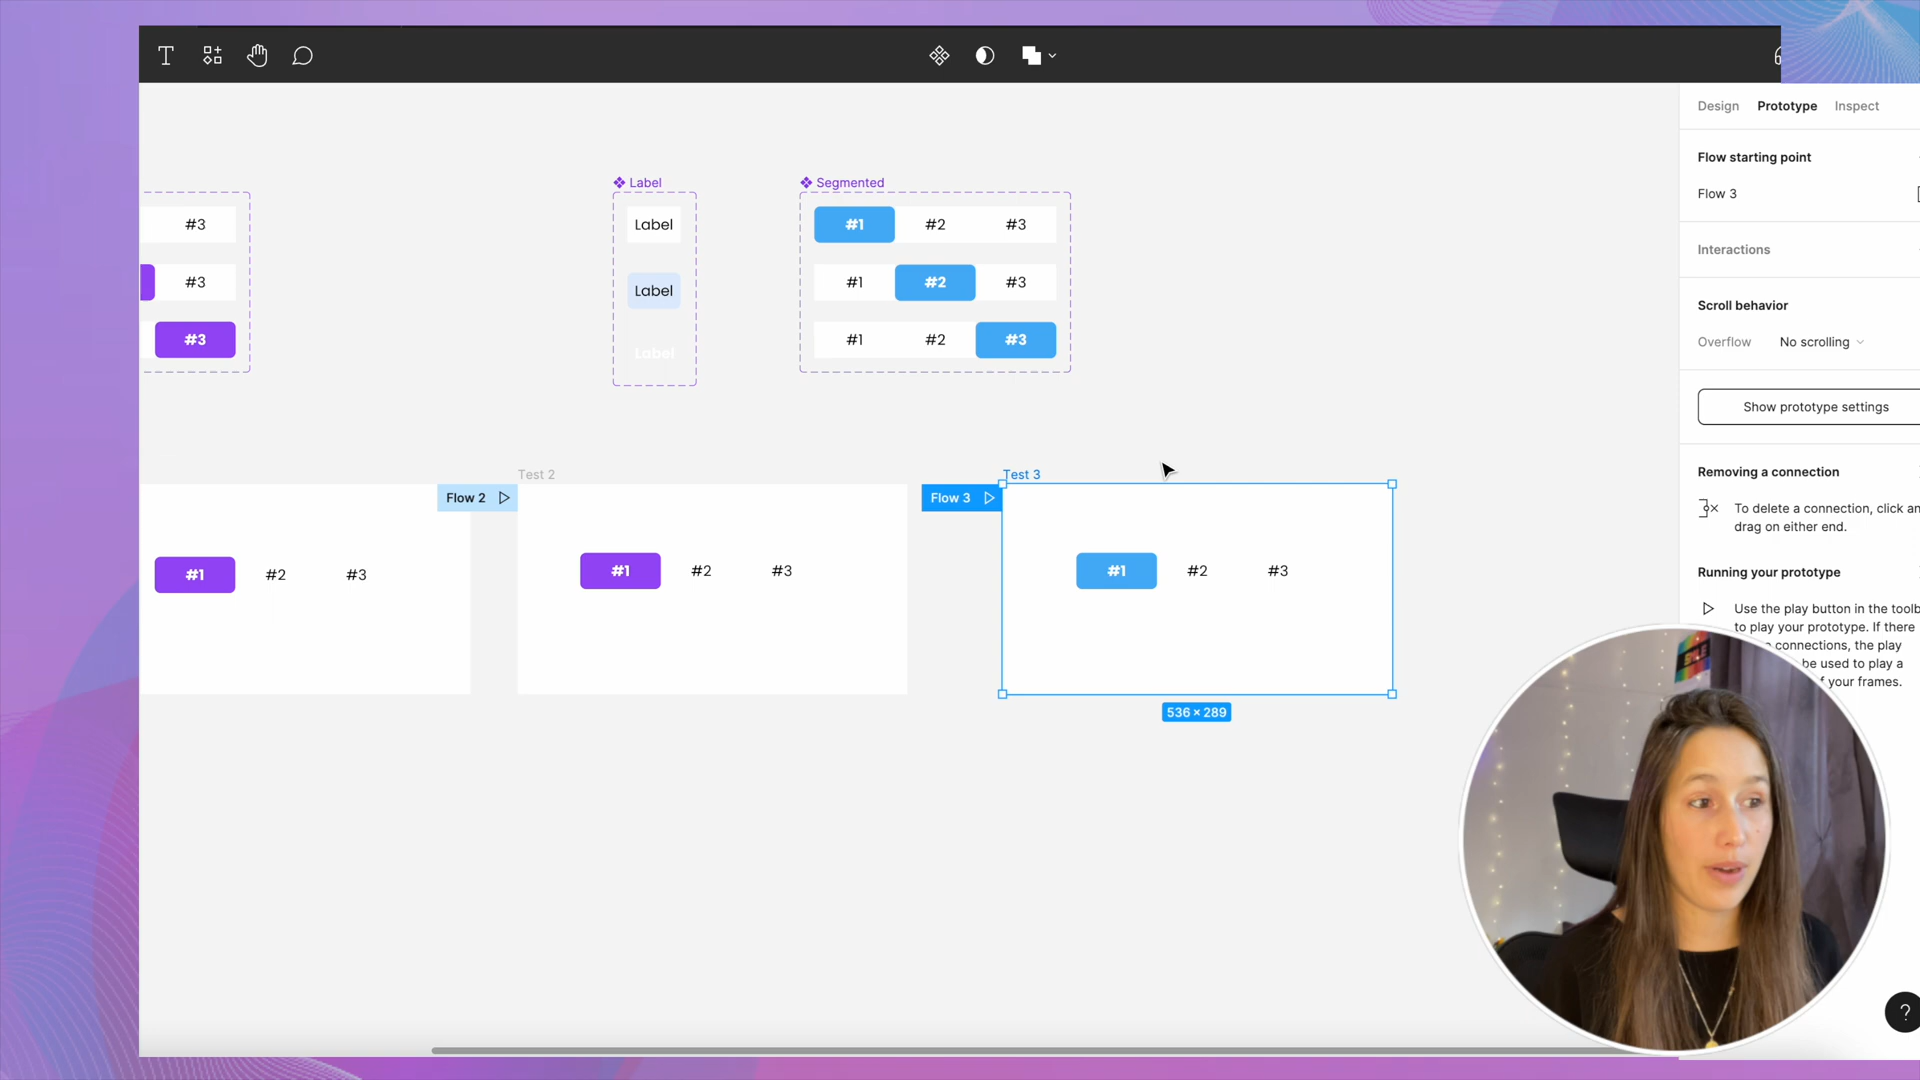 Design Prototype Inspect
Flow starting point
Flow 3
Interactions
Scroll behavior
Overflow No scrolling
Show prototype settings
Removing a connection
To delete a connection, click an
drag on either end.
Running your prototype
Use the play button in the toolb
to play your prototype. If there
connections, the play
be used to play a
f your frames.
Label
Segmented
#3
#3
#3
Label
Label
Label
#1 #2 #3
#1 #2 #3
#1 #2 #3
Test 2
Test 3
Flow 2
Flow 3
#1 #2 #3
#1 #2 #3
#1 #2 #3
536 × 289
?